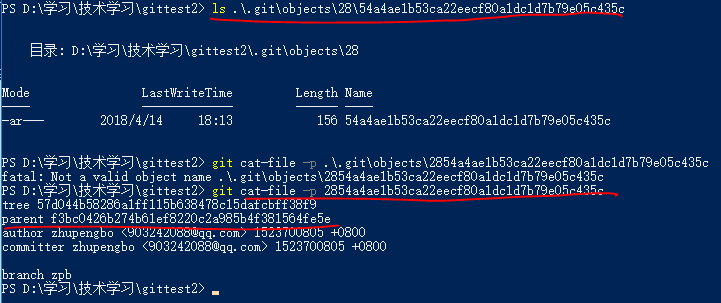 PS D:\学习\技术学习\gittest2> ls .\.git\objects\28\54a4ae1b53ca22eecf80a1dc1d7b79e05c435c
目录: D:\学习\技术学习\gittest2\.git\objects\28
Mode LastWriteTime Length Name
---- ------------- ------ ----
-ar--- 2018/4/14 18:13 156 54a4ae1b53ca22eecf80a1dc1d7b79e05c435c
PS D:\学习\技术学习\gittest2> git cat-file -p .\.git\objects\2854a4ae1b53ca22eecf80a1dc1d7b79e05c435c
fatal: Not a valid object name .\.git\objects\2854a4ae1b53ca22eecf80a1dc1d7b79e05c435c
PS D:\学习\技术学习\gittest2> git cat-file -p 2854a4ae1b53ca22eecf80a1dc1d7b79e05c435c
tree 57d044b58286a1ff115b638478c15dafcbff38f9
parent f3bc0426b274b61ef8220c2a985b4f381564fe5e
author zhupengbo <903242088@qq.com> 1523700805 +0800
committer zhupengbo <903242088@qq.com> 1523700805 +0800
branch zpb
PS D:\学习\技术学习\gittest2>